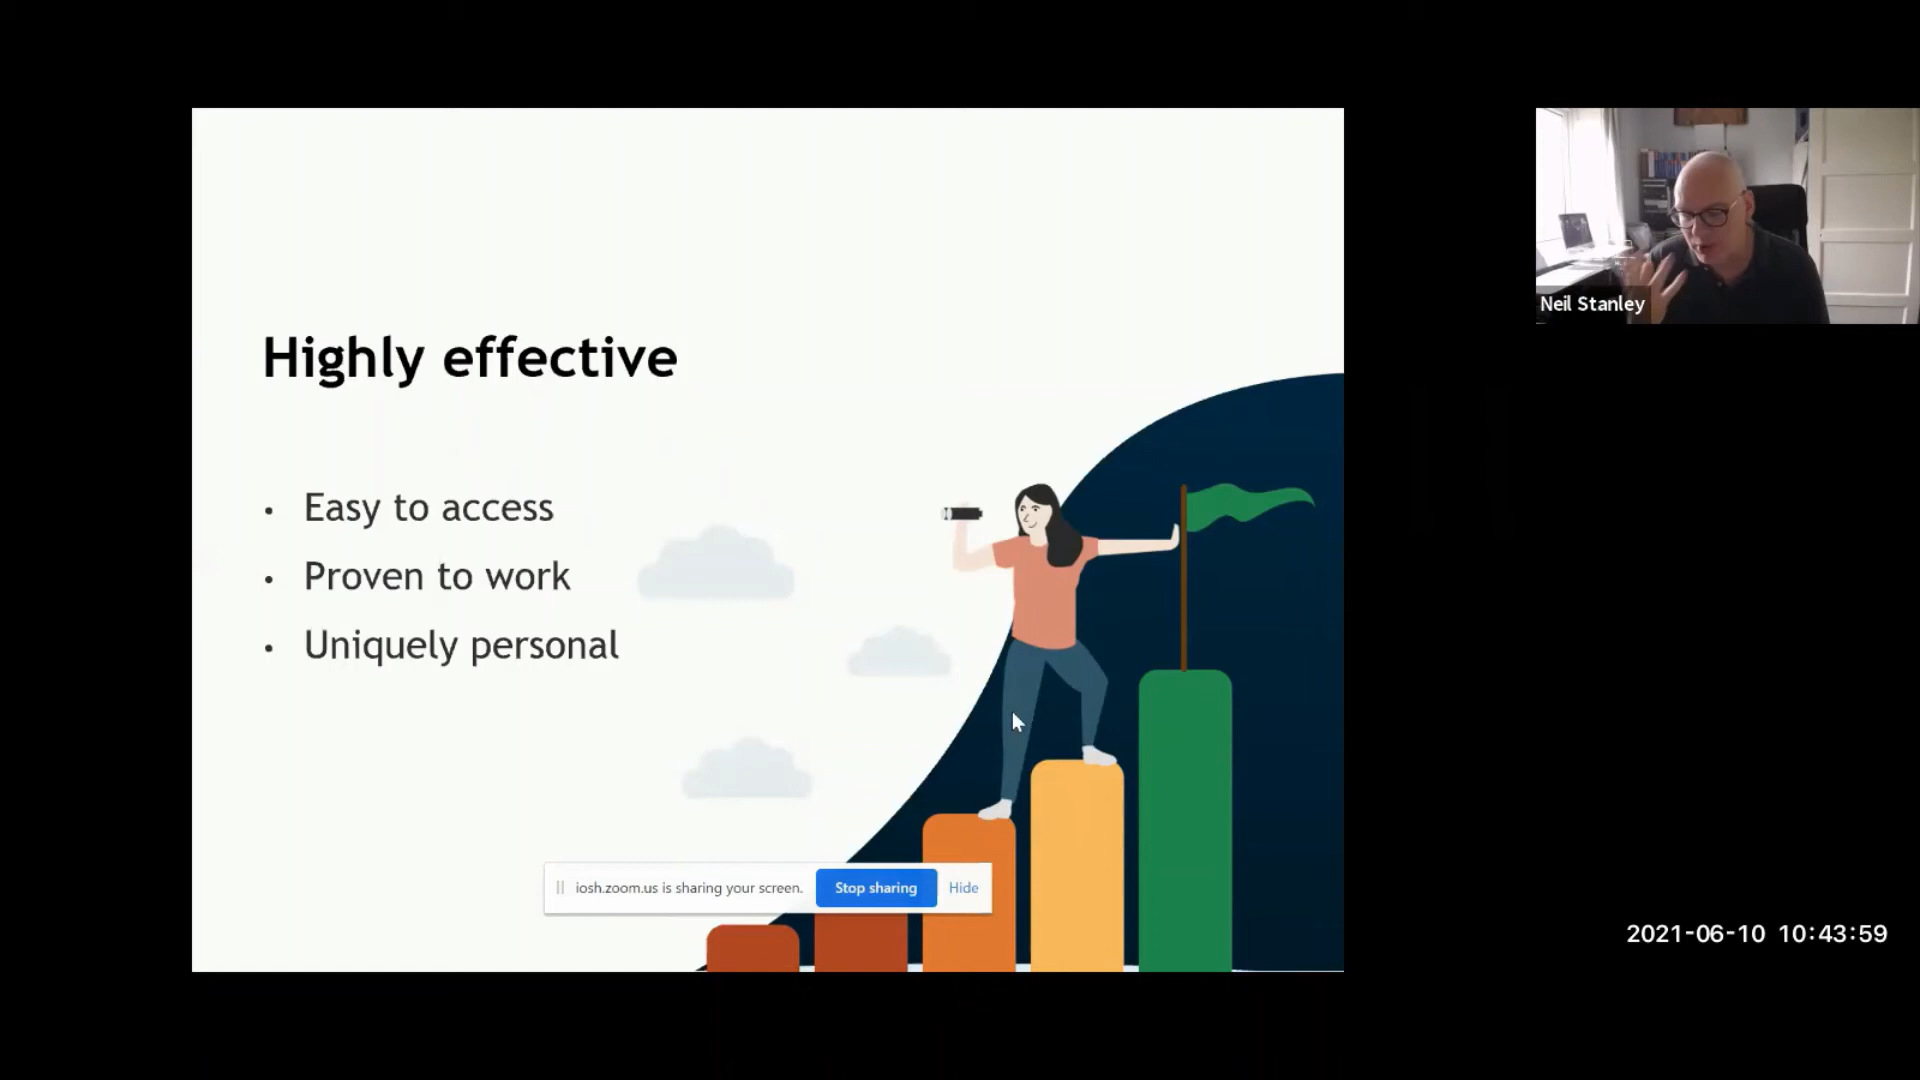 Highly effective
• Easy to access
• Proven to work
• Uniquely personal
iosh.zoom.us is sharing your screen. Stop sharing Hide
Neil Stanley
2021-06-10 10:43:59